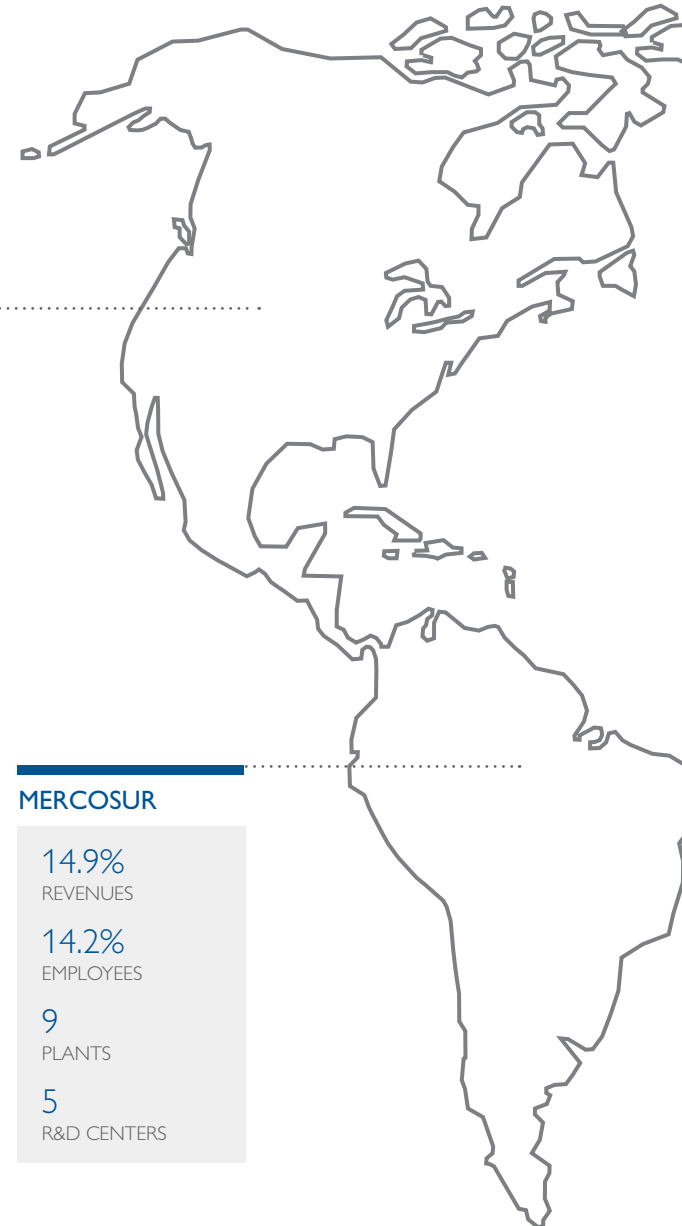 MERCOSUR
14.9%
REVENUES
14.2%
EMPLOYEES
9
PLANTS
5
R&D CENTERS